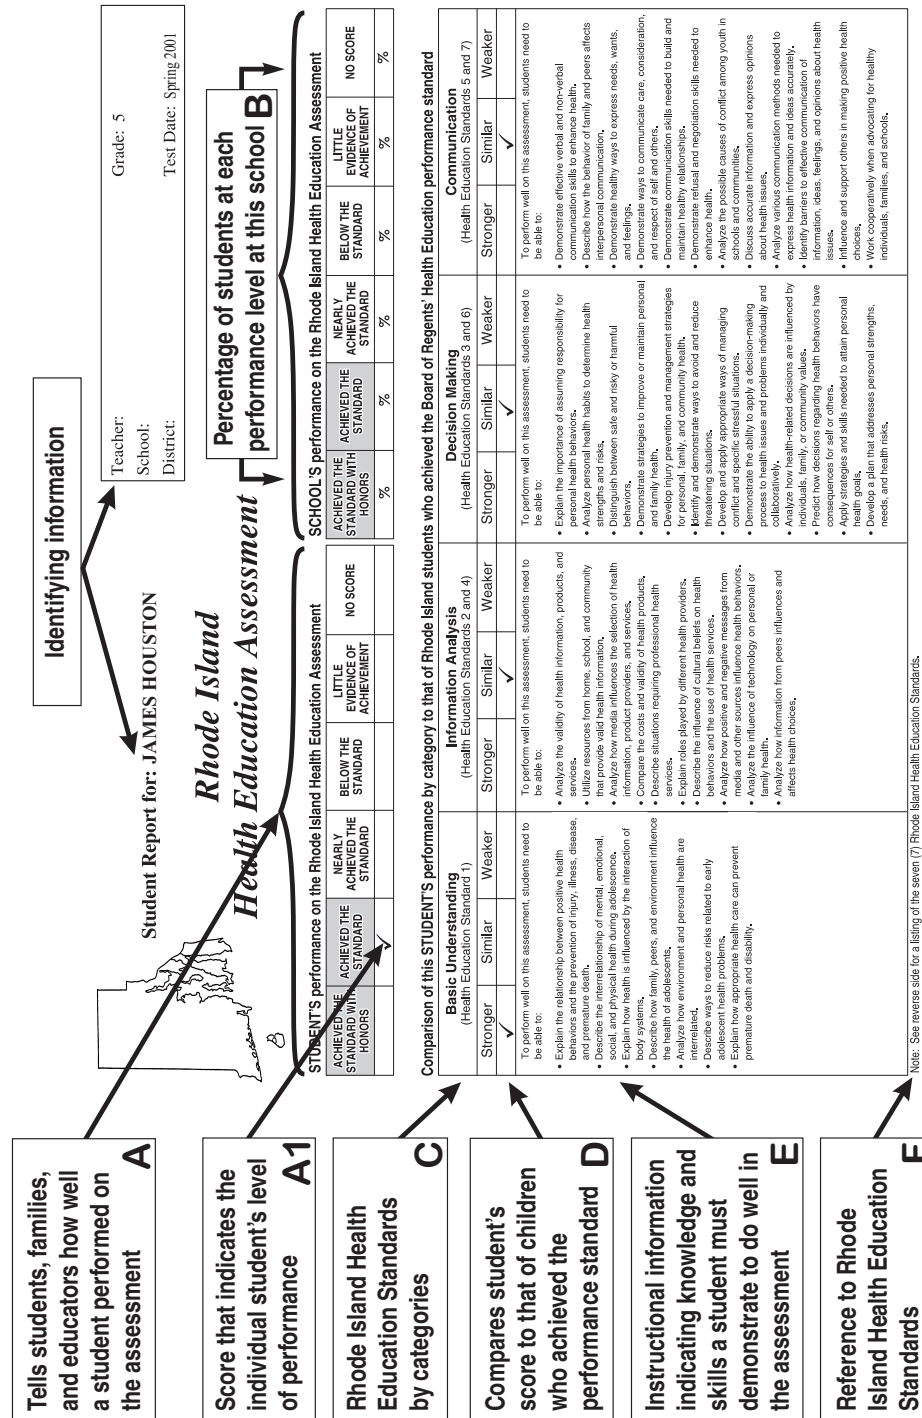 Identifying information
Student Report for: JAMES HOUSTON
Teacher:
School:
District:
Grade: 5
Test Date: Spring 2001
Rhode Island
Health Education Assessment
Percentage of students at each
performance level at this school B
Tells students, families,
and educators how well
a student performed on
the assessment A
Score that indicates the
individual student's level
of performance A1
Rhode Island Health
Education Standards
by categories C
Compares student's
score to that of children
who achieved the
performance standard D
Instructional information
indicating knowledge and
skills a student must
demonstrate to do well in
the assessment E
Reference to Rhode
Island Health Education
Standards F
STUDENT'S performance on the Rhode Island Health Education Assessment
ACHIEVED THE
STANDARD WITH
HONORS
ACHIEVED THE
STANDARD
NEARLY
ACHIEVED THE
STANDARD
BELOW THE
STANDARD
LITTLE
EVIDENCE OF
ACHIEVEMENT
NO SCORE
✓
SCHOOL'S performance on the Rhode Island Health Education Assessment
ACHIEVED THE
STANDARD WITH
HONORS
ACHIEVED THE
STANDARD
NEARLY
ACHIEVED THE
STANDARD
BELOW THE
STANDARD
LITTLE
EVIDENCE OF
ACHIEVEMENT
NO SCORE
% % % % % %
Comparison of this STUDENT'S performance by category to that of Rhode Island students who achieved the Board of Regents' Health Education performance standard
Basic Understanding
(Health Education Standard 1)
Stronger Similar Weaker
✓
To perform well on this assessment, students need to
be able to:
• Explain the relationship between positive health
behaviors and the prevention of injury, illness, disease,
and premature death.
• Describe the interrelationship of mental, emotional,
social, and physical health during adolescence.
• Explain how health is influenced by the interaction of
body systems.
• Describe how family, peers, and environment influence
the health of adolescents.
• Analyze how environment and personal health are
interrelated.
• Describe ways to reduce risks related to early
adolescent health problems.
• Explain how appropriate health care can prevent
premature death and disability.
Information Analysis
(Health Education Standards 2 and 4)
Stronger Similar Weaker
✓
To perform well on this assessment, students need to
be able to:
• Analyze the validity of health information, products, and
services.
• Utilize resources from home, school, and community
that provide valid health information.
• Analyze how media influences the selection of health
information, product providers, and services.
• Compare the costs and validity of health products.
• Describe situations requiring professional health
services.
• Explain roles played by different health providers.
• Describe the influence of cultural beliefs on health
behaviors and the use of health services.
• Analyze how positive and negative messages from
media and other sources influence health behaviors.
• Analyze the influence of technology on personal or
family health.
• Analyze how information from peers influences and
affects health choices.
Decision Making
(Health Education Standards 3 and 6)
Stronger Similar Weaker
✓
To perform well on this assessment, students need to
be able to:
• Explain the importance of assuming responsibility for
personal health behaviors.
• Analyze personal health habits to determine health
strengths and risks.
• Distinguish between safe and risky or harmful
behaviors.
• Demonstrate strategies to improve or maintain personal
and family health.
• Develop injury prevention and management strategies
for personal, family, and community health.
• Identify and demonstrate ways to avoid and reduce
threatening situations.
• Develop and apply appropriate ways of managing
conflict and specific stressful situations.
• Demonstrate the ability to apply a decision-making
process to health issues and problems individually and
collaboratively.
• Analyze how health-related decisions are influenced by
individuals, family, or community values.
• Predict how decisions regarding health behaviors have
consequences for self or others.
• Apply strategies and skills needed to attain personal
health goals.
• Develop a plan that addresses personal strengths,
needs, and health risks.
Communication
(Health Education Standards 5 and 7)
Stronger Similar Weaker
✓
To perform well on this assessment, students need to
be able to:
• Demonstrate effective verbal and non-verbal
communication skills to enhance health.
• Describe how the behavior of family and peers affects
interpersonal communication.
• Demonstrate healthy ways to express needs, wants,
and feelings.
• Demonstrate ways to communicate care, consideration,
and respect of self and others.
• Demonstrate communication skills needed to build and
maintain healthy relationships.
• Demonstrate refusal and negotiation skills needed to
enhance health.
• Analyze the possible causes of conflict among youth in
schools and communities.
• Discuss accurate information and express opinions
about health issues.
• Analyze various communication methods needed to
express health information and ideas accurately.
• Identify barriers to effective communication of
information, ideas, feelings, and opinions about health
issues.
• Influence and support others in making positive health
choices.
• Work cooperatively when advocating for healthy
individuals, families, and schools.
Note: See reverse side for a listing of the seven (7) Rhode Island Health Education Standards.